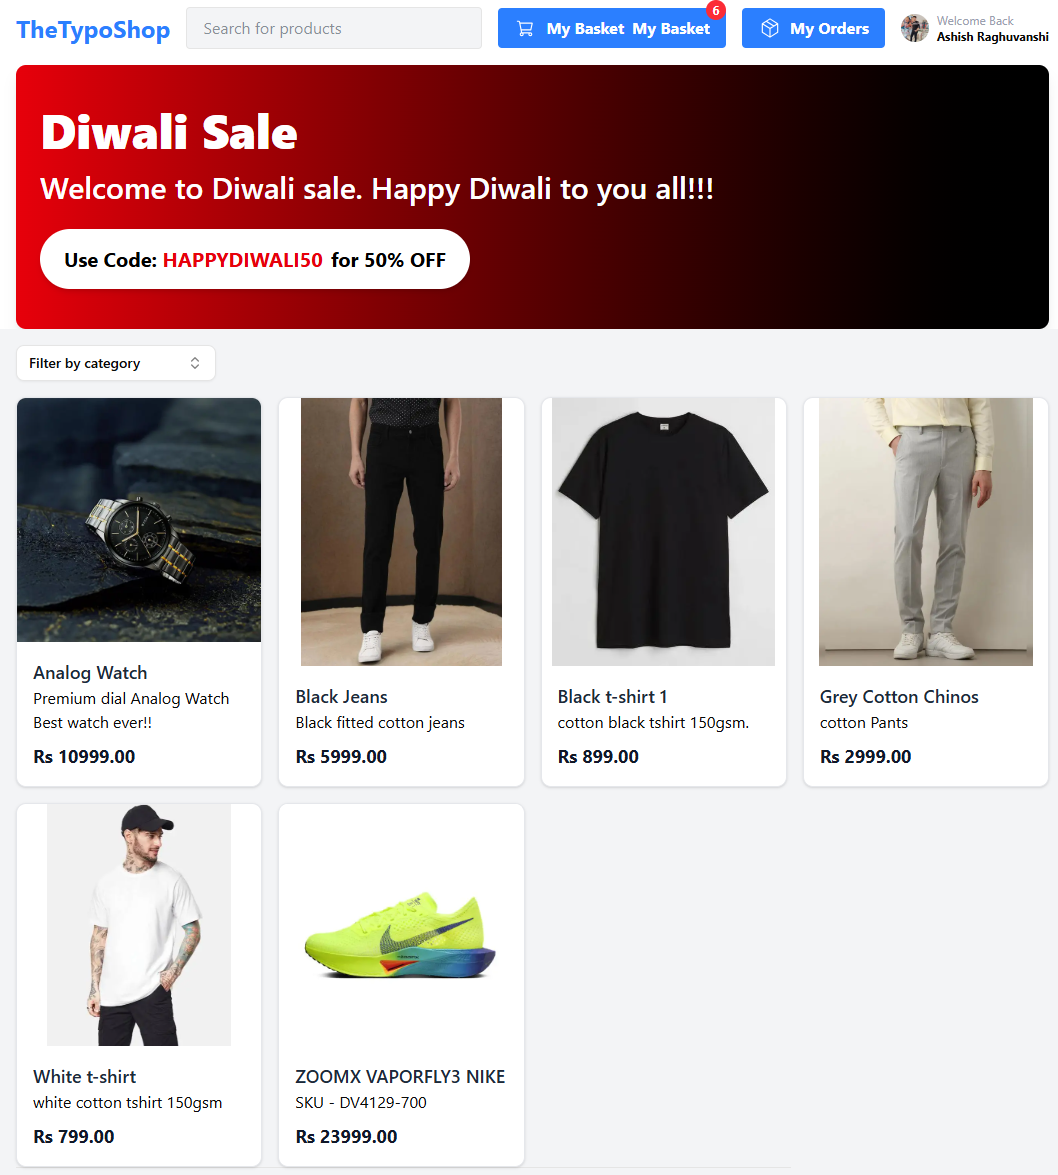 TheTypoShop
Search for products
My Basket My Basket
6
My Orders
Welcome Back
Ashish Raghuvanshi
Diwali Sale
Welcome to Diwali sale. Happy Diwali to you all!!!
Use Code: HAPPYDIWALI50 for 50% OFF
Filter by category
Analog Watch
Premium dial Analog Watch
Best watch ever!!
Rs 10999.00
Black Jeans
Black fitted cotton jeans
Rs 5999.00
Black t-shirt 1
cotton black tshirt 150gsm.
Rs 899.00
Grey Cotton Chinos
cotton Pants
Rs 2999.00
White t-shirt
white cotton tshirt 150gsm
Rs 799.00
ZOOMX VAPORFLY3 NIKE
SKU - DV4129-700
Rs 23999.00